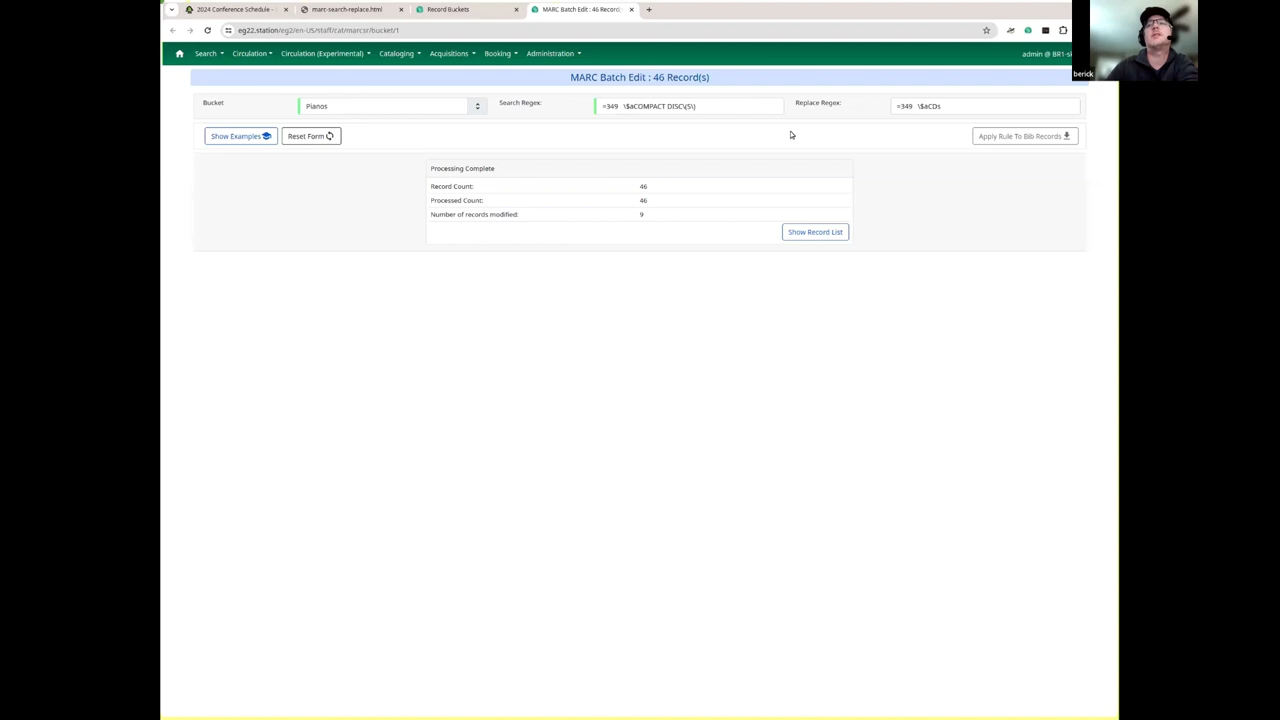 2024 Conference Schedule -
marc-search-replace.html
Record Buckets
MARC Batch Edit : 46 Record(s)
eg22.station/eg2/en-US/staff/cat/marcsr/bucket/1
Search Circulation Circulation (Experimental) Cataloging Acquisitions Booking Administration
admin @ BR1-sk
berick
MARC Batch Edit : 46 Record(s)
Bucket Pianos Search Regex: =349 \$aCOMPACT DISC\(S\) Replace Regex: =349 \$aCDs
Show Examples Reset Form Apply Rule To Bib Records
Processing Complete
Record Count: 46
Processed Count: 46
Number of records modified: 9
Show Record List